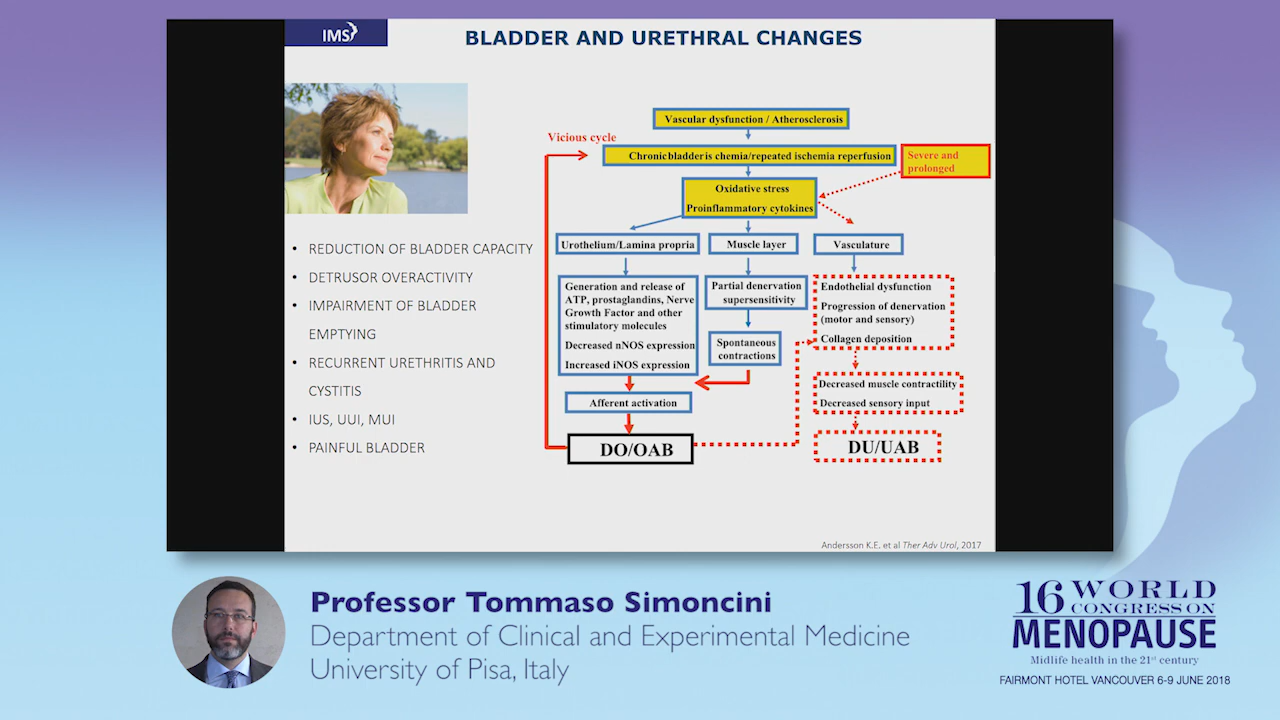 IMS
BLADDER AND URETHRAL CHANGES
• REDUCTION OF BLADDER CAPACITY
• DETRUSOR OVERACTIVITY
• IMPAIRMENT OF BLADDER
EMPTYING
• RECURRENT URETHRITIS AND
CYSTITIS
• IUS, UUI, MUI
• PAINFUL BLADDER
Vascular dysfunction / Atherosclerosis
Vicious cycle
Chronic bladder is chemia/repeated ischemia reperfusion
Severe and
prolonged
Oxidative stress
Proinflammatory cytokines
Urothelium/Lamina propria
Muscle layer
Vasculature
Generation and release of
ATP, prostaglandins, Nerve
Growth Factor and other
stimulatory molecules
Decreased nNOS expression
Increased iNOS expression
Partial denervation
supersensitivity
Spontaneous
contractions
Endothelial dysfunction
Progression of denervation
(motor and sensory)
Collagen deposition
Afferent activation
Decreased muscle contractility
Decreased sensory input
DO/OAB
DU/UAB
Andersson K.E. et al Ther Adv Urol, 2017
Professor Tommaso Simoncini
Department of Clinical and Experimental Medicine
University of Pisa, Italy
16 WORLD
CONGRESS ON
MENOPAUSE
Midlife health in the 21st century
FAIRMONT HOTEL VANCOUVER 6-9 JUNE 2018